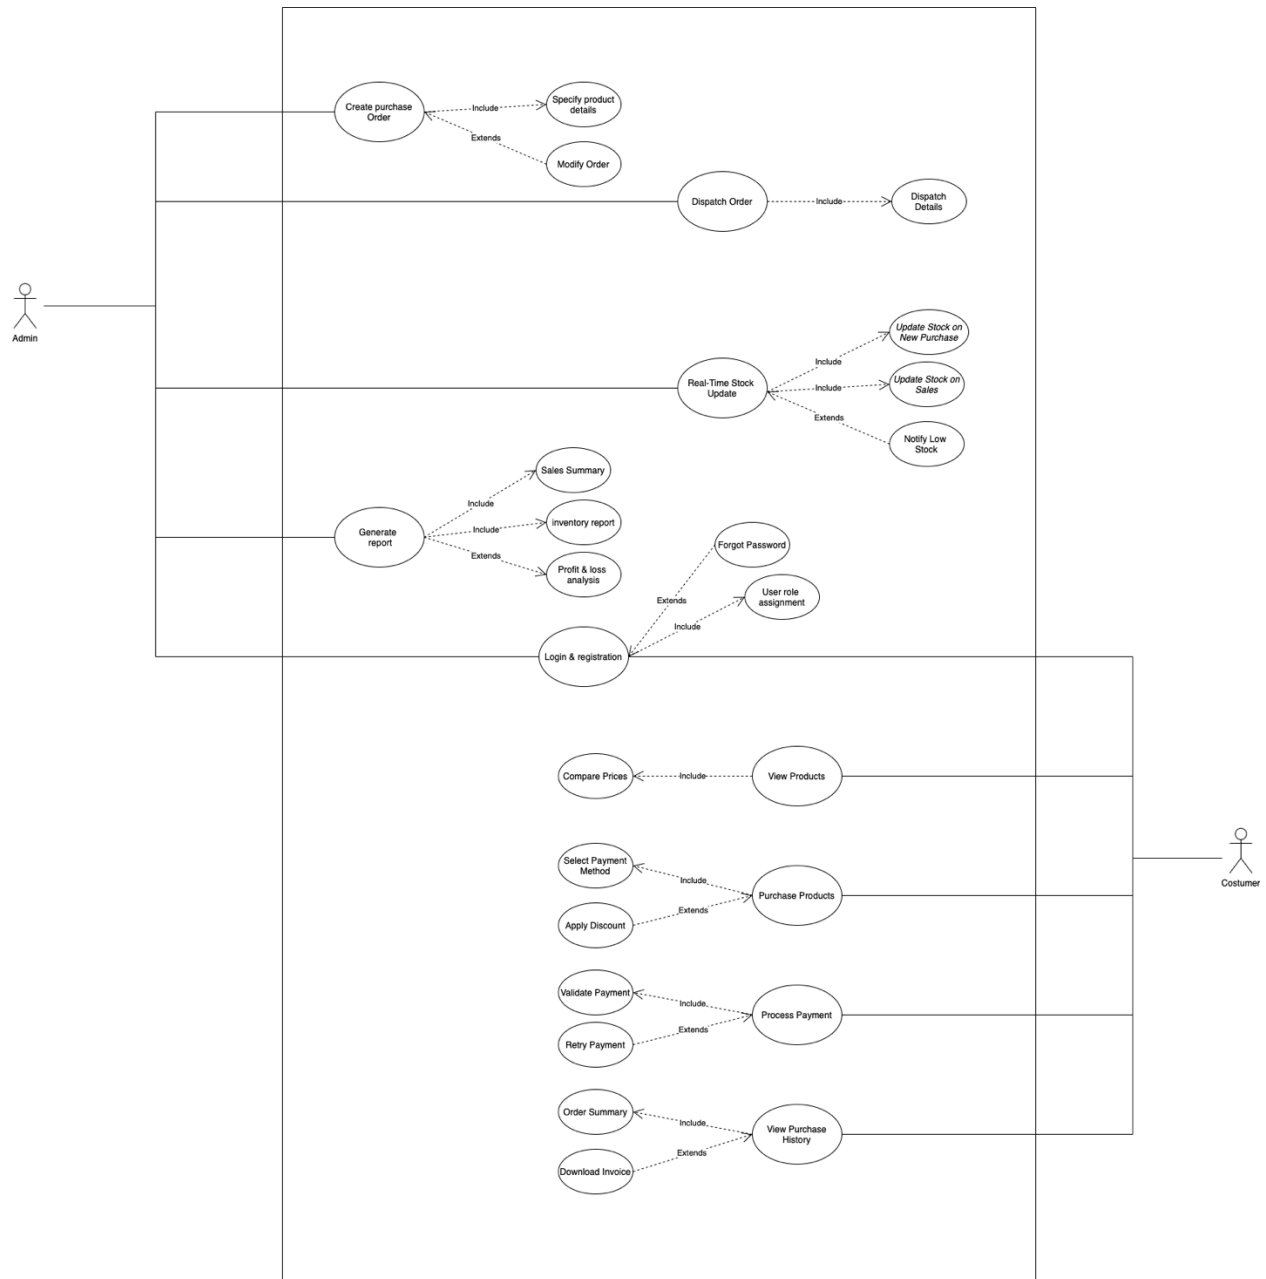 Create purchase
Order
Include
Specify product
details
Extends
Modify Order
Dispatch Order
Include
Dispatch
Details
Admin
Real-Time Stock
Update
Include
Update Stock on
New Purchase
Include
Update Stock on
Sales
Extends
Notify Low
Stock
Generate
report
Include
Sales Summary
Include
inventory report
Extends
Profit & loss
analysis
Forgot Password
Extends
User role
assignment
Include
Login & registration
Compare Prices
Include
View Products
Select Payment
Method
Include
Purchase Products
Extends
Apply Discount
Costumer
Validate Payment
Include
Process Payment
Extends
Retry Payment
Order Summary
Include
View Purchase
History
Extends
Download Invoice